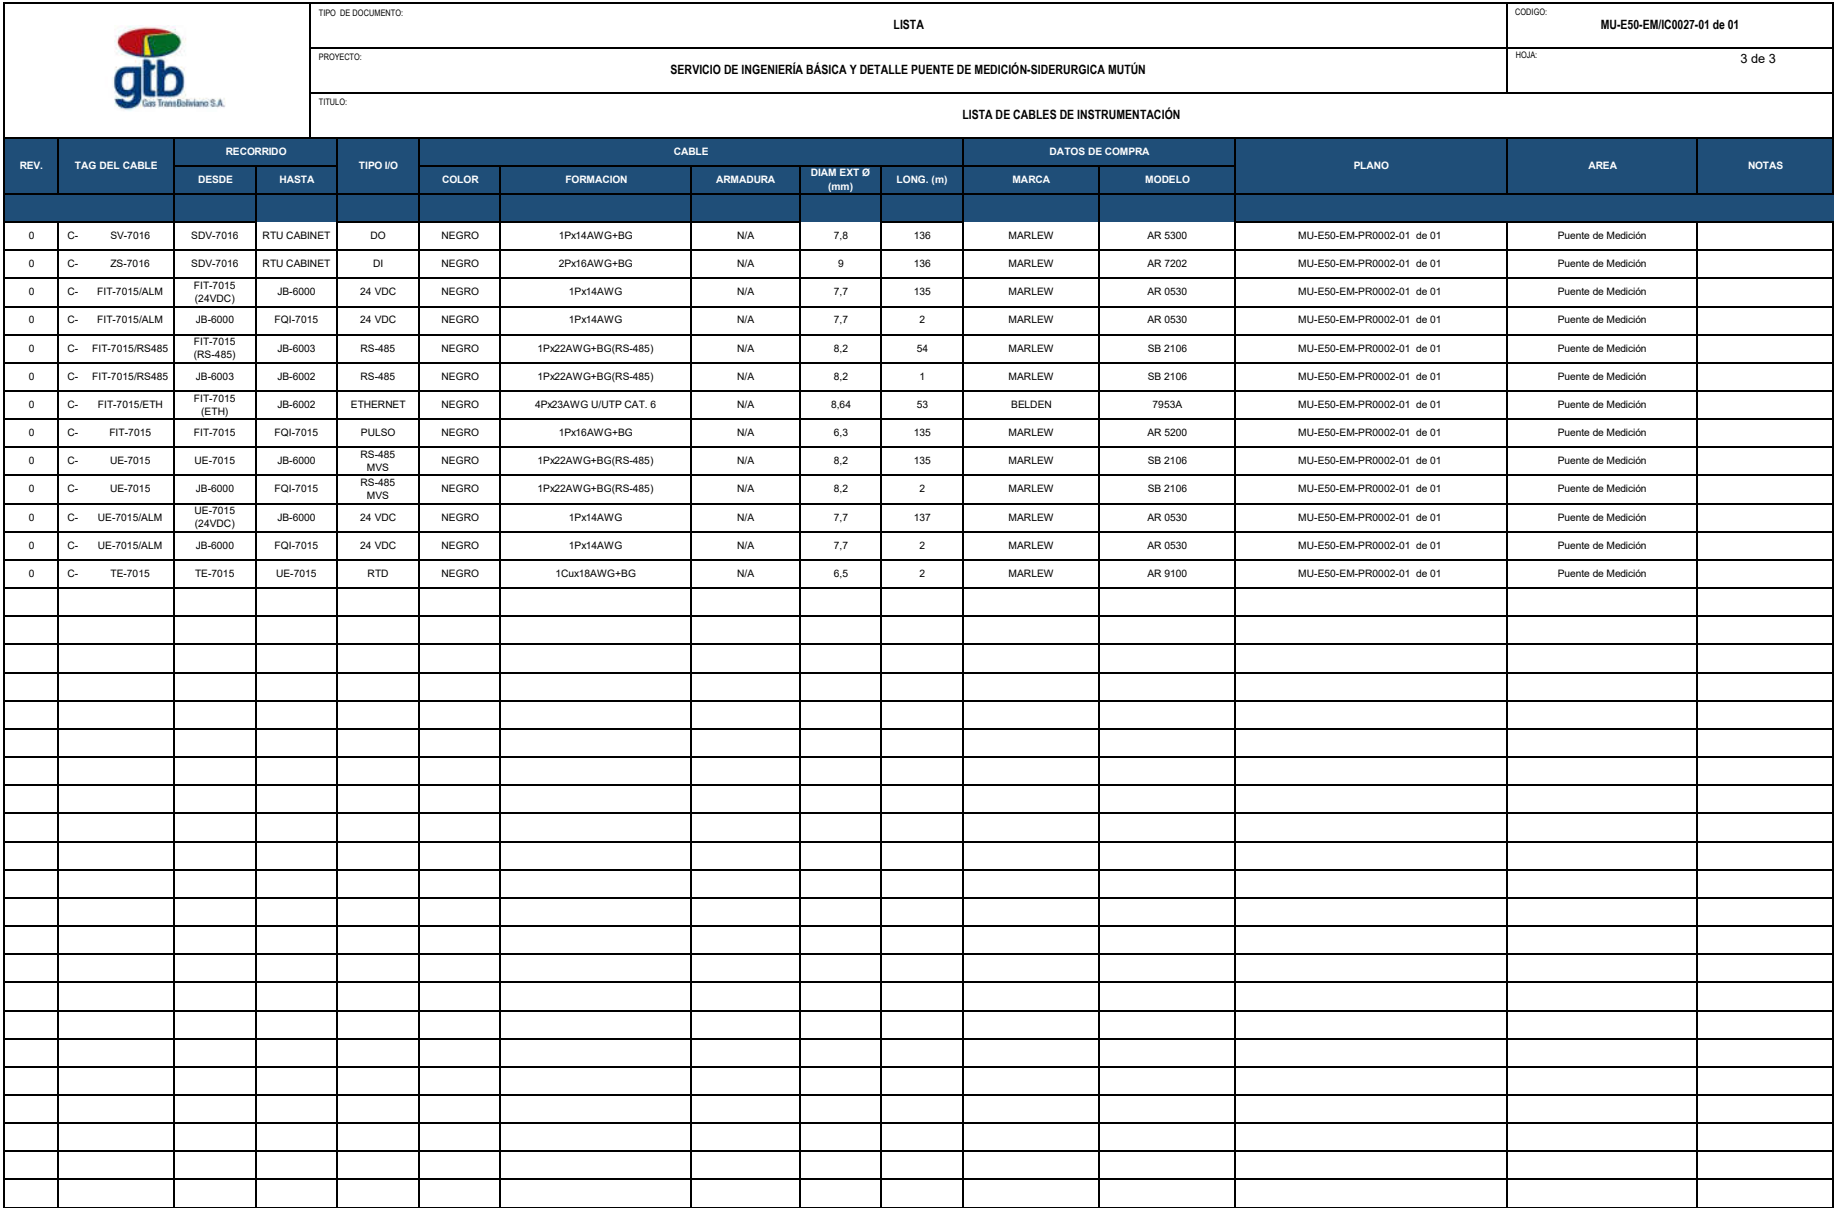 gtb
Gas TransBoliviano S.A.
TIPO DE DOCUMENTO:
LISTA
CODIGO:
MU-E50-EM/IC0027-01 de 01
PROYECTO:
SERVICIO DE INGENIERÍA BÁSICA Y DETALLE PUENTE DE MEDICIÓN-SIDERURGICA MUTÚN
HOJA:
3 de 3
TITULO:
LISTA DE CABLES DE INSTRUMENTACIÓN
REV. TAG DEL CABLE RECORRIDO TIPO I/O CABLE DATOS DE COMPRA PLANO AREA NOTAS
DESDE HASTA COLOR FORMACION ARMADURA DIAM EXT Ø (mm) LONG. (m) MARCA MODELO
0 C- SV-7016 SDV-7016 RTU CABINET DO NEGRO 1Px14AWG+BG N/A 7,8 136 MARLEW AR 5300 MU-E50-EM-PR0002-01 de 01 Puente de Medición
0 C- ZS-7016 SDV-7016 RTU CABINET DI NEGRO 2Px16AWG+BG N/A 9 136 MARLEW AR 7202 MU-E50-EM-PR0002-01 de 01 Puente de Medición
0 C- FIT-7015/ALM FIT-7015 (24VDC) JB-6000 24 VDC NEGRO 1Px14AWG N/A 7,7 135 MARLEW AR 0530 MU-E50-EM-PR0002-01 de 01 Puente de Medición
0 C- FIT-7015/ALM JB-6000 FQI-7015 24 VDC NEGRO 1Px14AWG N/A 7,7 2 MARLEW AR 0530 MU-E50-EM-PR0002-01 de 01 Puente de Medición
0 C- FIT-7015/RS485 FIT-7015 (RS-485) JB-6003 RS-485 NEGRO 1Px22AWG+BG(RS-485) N/A 8,2 54 MARLEW SB 2106 MU-E50-EM-PR0002-01 de 01 Puente de Medición
0 C- FIT-7015/RS485 JB-6003 JB-6002 RS-485 NEGRO 1Px22AWG+BG(RS-485) N/A 8,2 1 MARLEW SB 2106 MU-E50-EM-PR0002-01 de 01 Puente de Medición
0 C- FIT-7015/ETH FIT-7015 (ETH) JB-6002 ETHERNET NEGRO 4Px23AWG U/UTP CAT. 6 N/A 8,64 53 BELDEN 7953A MU-E50-EM-PR0002-01 de 01 Puente de Medición
0 C- FIT-7015 FIT-7015 FQI-7015 PULSO NEGRO 1Px16AWG+BG N/A 6,3 135 MARLEW AR 5200 MU-E50-EM-PR0002-01 de 01 Puente de Medición
0 C- UE-7015 UE-7015 JB-6000 RS-485 MVS NEGRO 1Px22AWG+BG(RS-485) N/A 8,2 135 MARLEW SB 2106 MU-E50-EM-PR0002-01 de 01 Puente de Medición
0 C- UE-7015 JB-6000 FQI-7015 RS-485 MVS NEGRO 1Px22AWG+BG(RS-485) N/A 8,2 2 MARLEW SB 2106 MU-E50-EM-PR0002-01 de 01 Puente de Medición
0 C- UE-7015/ALM UE-7015 (24VDC) JB-6000 24 VDC NEGRO 1Px14AWG N/A 7,7 137 MARLEW AR 0530 MU-E50-EM-PR0002-01 de 01 Puente de Medición
0 C- UE-7015/ALM JB-6000 FQI-7015 24 VDC NEGRO 1Px14AWG N/A 7,7 2 MARLEW AR 0530 MU-E50-EM-PR0002-01 de 01 Puente de Medición
0 C- TE-7015 TE-7015 UE-7015 RTD NEGRO 1Cux18AWG+BG N/A 6,5 2 MARLEW AR 9100 MU-E50-EM-PR0002-01 de 01 Puente de Medición